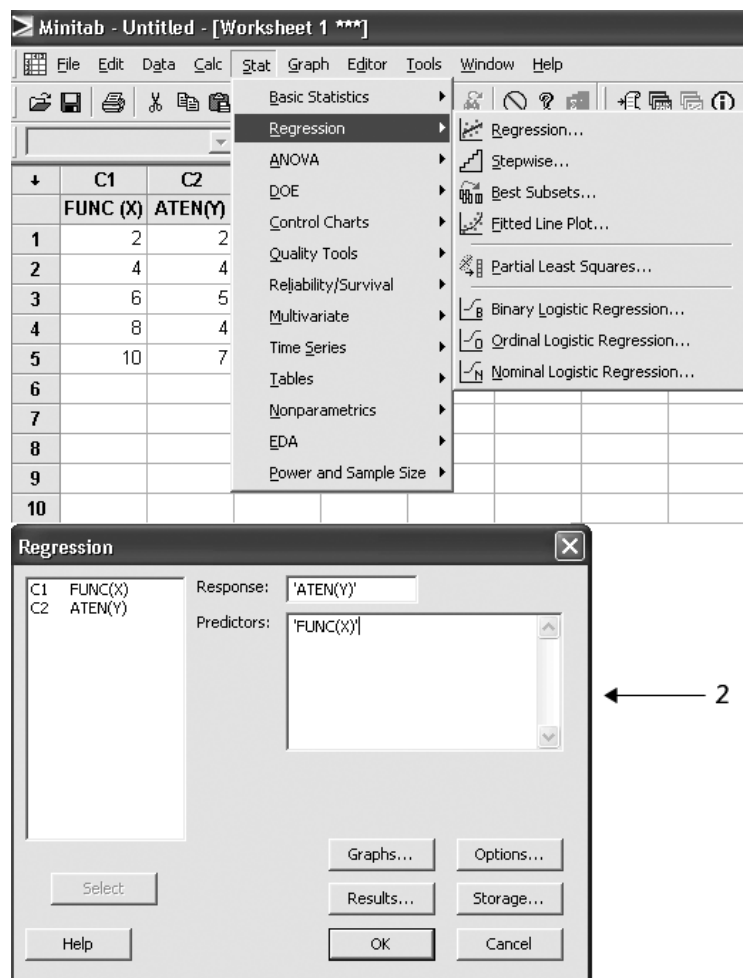 Minitab - Untitled - [Worksheet 1 ***]
File Edit Data Calc Stat Graph Editor Tools Window Help
Basic Statistics
Regression
ANOVA
DOE
Control Charts
Quality Tools
Reliability/Survival
Multivariate
Time Series
Tables
Nonparametrics
EDA
Power and Sample Size
Regression...
Stepwise...
Best Subsets...
Fitted Line Plot...
Partial Least Squares...
B Binary Logistic Regression...
O Ordinal Logistic Regression...
N Nominal Logistic Regression...
C1 C2
FUNC (X) ATEN(Y)
1 2 2
2 4 4
3 6 5
4 8 4
5 10 7
6
7
8
9
10
Regression
C1 FUNC(X)
C2 ATEN(Y)
Response: 'ATEN(Y)'
Predictors: 'FUNC(X)'
2
Graphs... Options...
Select
Results... Storage...
Help OK Cancel